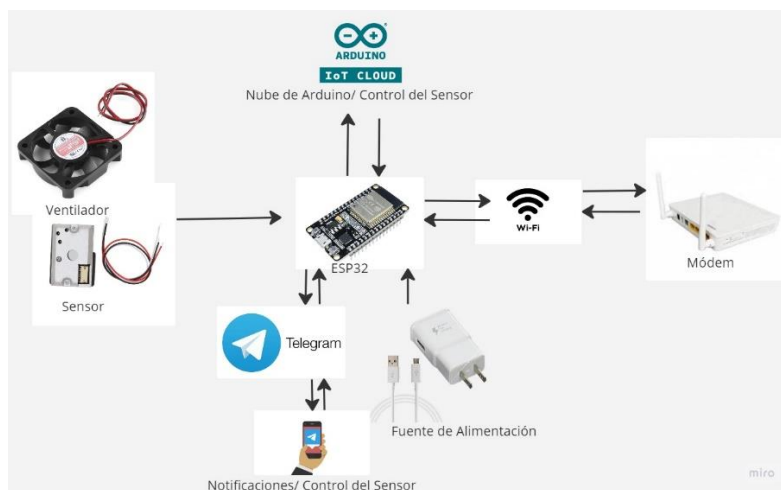 ARDUINO
IoT CLOUD
Nube de Arduino/ Control del Sensor
Ventilador
Sensor
ESP32
Wi-Fi
Módem
Telegram
Fuente de Alimentación
Notificaciones/ Control del Sensor
miro